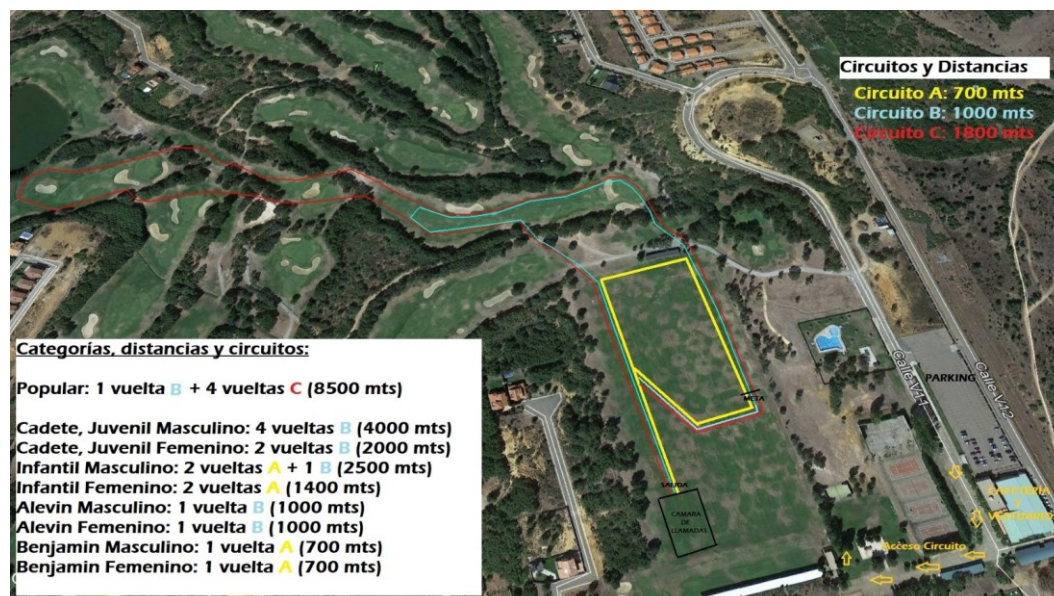 Circuitos y Distancias
Circuito A: 700 mts
Circuito B: 1000 mts
Circuito C: 1800 mts
Categorías, distancias y circuitos:
Popular: 1 vuelta B + 4 vueltas C (8500 mts)
Cadete, Juvenil Masculino: 4 vueltas B (4000 mts)
Cadete, Juvenil Femenino: 2 vueltas B (2000 mts)
Infantil Masculino: 2 vueltas A + 1 B (2500 mts)
Infantil Femenino: 2 vueltas A (1400 mts)
Alevin Masculino: 1 vuelta B (1000 mts)
Alevin Femenino: 1 vuelta B (1000 mts)
Benjamin Masculino: 1 vuelta A (700 mts)
Benjamin Femenino: 1 vuelta A (700 mts)
META
SALIDA
CAMARA
DE
LLAMADAS
Calle-V11
PARKING
Calle-V12
CAFETERIA
Y
VESTUARIOS
Acceso Circuito